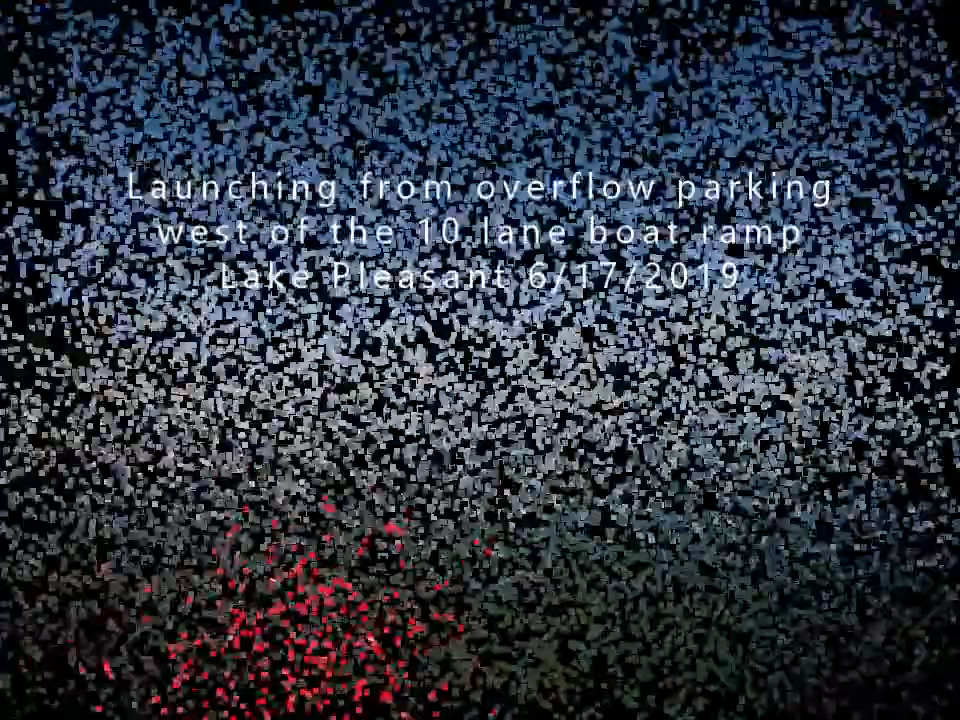 Launching from overflow parking
west of the 10 lane boat ramp
Lake Pleasant 6/17/2019